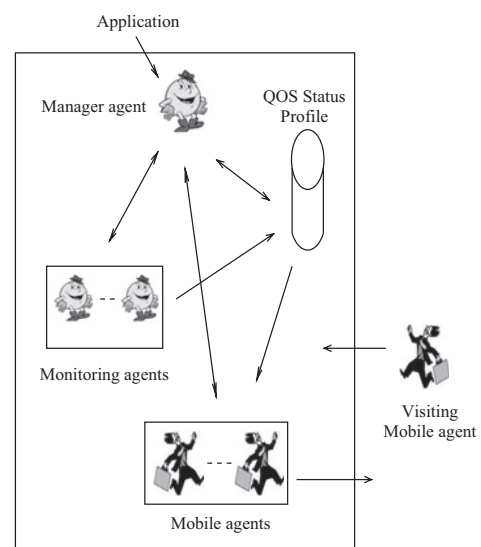 Application
Manager agent
QOS Status
Profile
Monitoring agents
Visiting
Mobile agent
Mobile agents